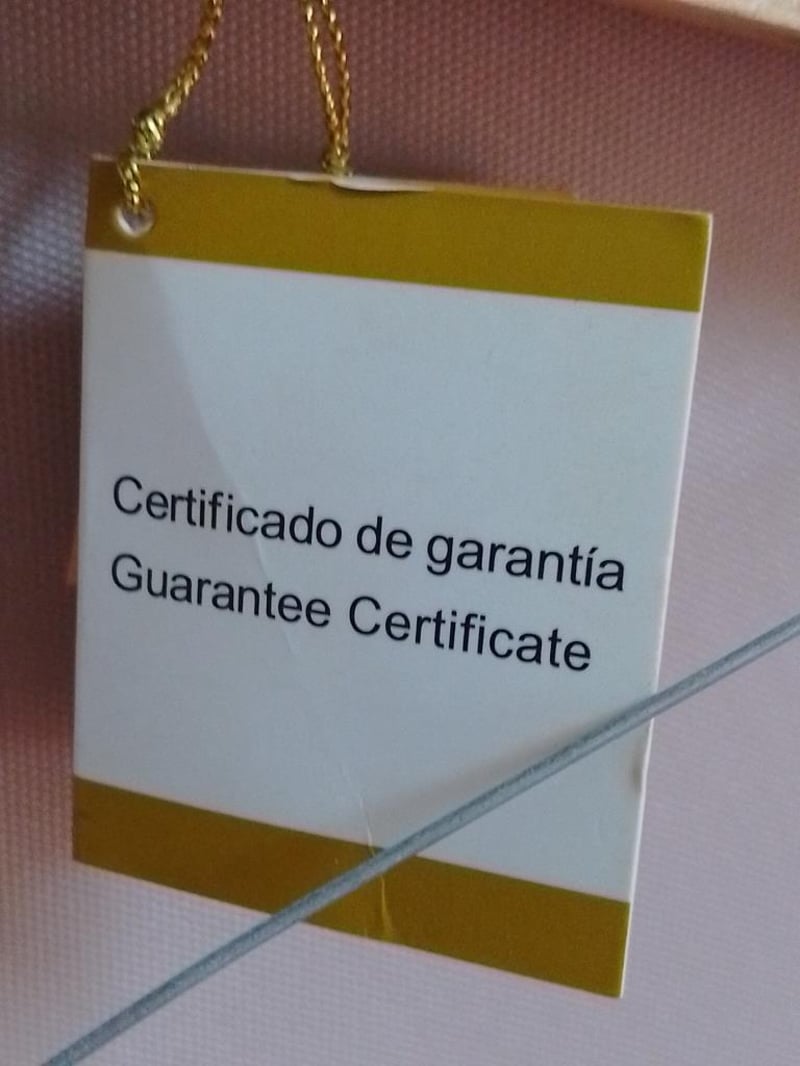 Certificado de garantía
Guarantee Certificate